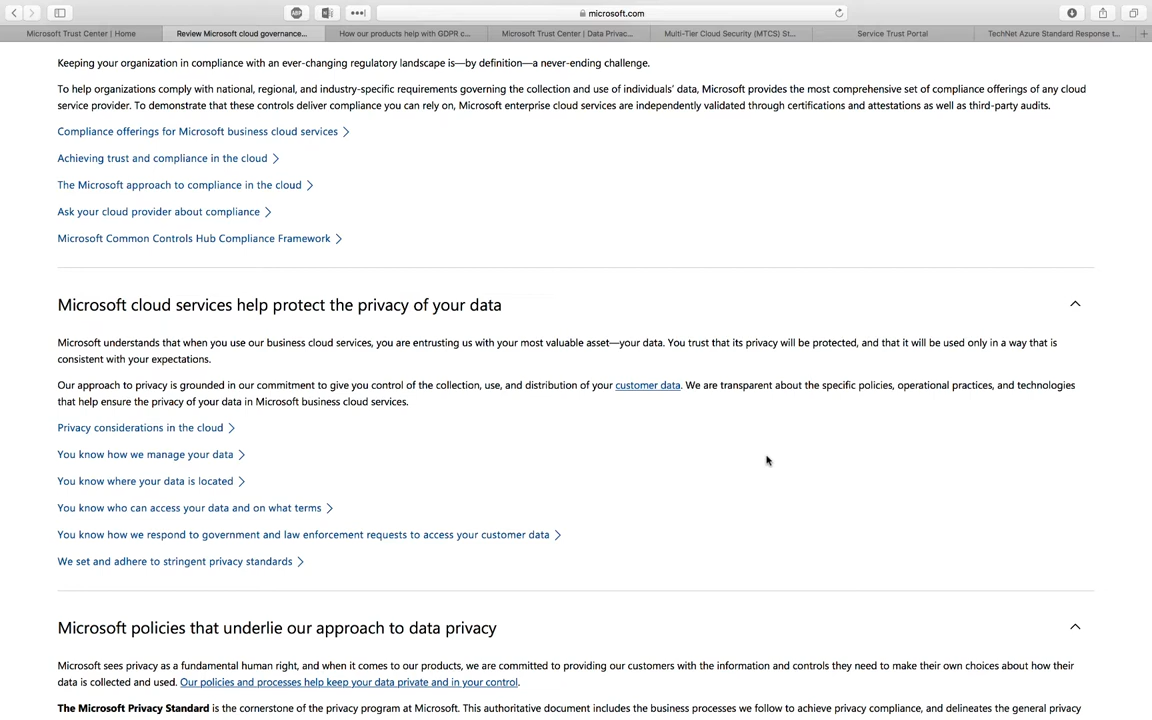 microsoft.com
Microsoft Trust Center | Home
Review Microsoft cloud governance...
How our products help with GDPR c...
Microsoft Trust Center | Data Privac...
Multi-Tier Cloud Security (MTCS) St...
Service Trust Portal
TechNet Azure Standard Response t...
Keeping your organization in compliance with an ever-changing regulatory landscape is—by definition—a never-ending challenge.
To help organizations comply with national, regional, and industry-specific requirements governing the collection and use of individuals' data, Microsoft provides the most comprehensive set of compliance offerings of any cloud
service provider. To demonstrate that these controls deliver compliance you can rely on, Microsoft enterprise cloud services are independently validated through certifications and attestations as well as third-party audits.
Compliance offerings for Microsoft business cloud services
Achieving trust and compliance in the cloud
The Microsoft approach to compliance in the cloud
Ask your cloud provider about compliance
Microsoft Common Controls Hub Compliance Framework
Microsoft cloud services help protect the privacy of your data
Microsoft understands that when you use our business cloud services, you are entrusting us with your most valuable asset—your data. You trust that its privacy will be protected, and that it will be used only in a way that is
consistent with your expectations.
Our approach to privacy is grounded in our commitment to give you control of the collection, use, and distribution of your customer data. We are transparent about the specific policies, operational practices, and technologies
that help ensure the privacy of your data in Microsoft business cloud services.
Privacy considerations in the cloud
You know how we manage your data
You know where your data is located
You know who can access your data and on what terms
You know how we respond to government and law enforcement requests to access your customer data
We set and adhere to stringent privacy standards
Microsoft policies that underlie our approach to data privacy
Microsoft sees privacy as a fundamental human right, and when it comes to our products, we are committed to providing our customers with the information and controls they need to make their own choices about how their
data is collected and used. Our policies and processes help keep your data private and in your control.
The Microsoft Privacy Standard is the cornerstone of the privacy program at Microsoft. This authoritative document includes the business processes we follow to achieve privacy compliance, and delineates the general privacy